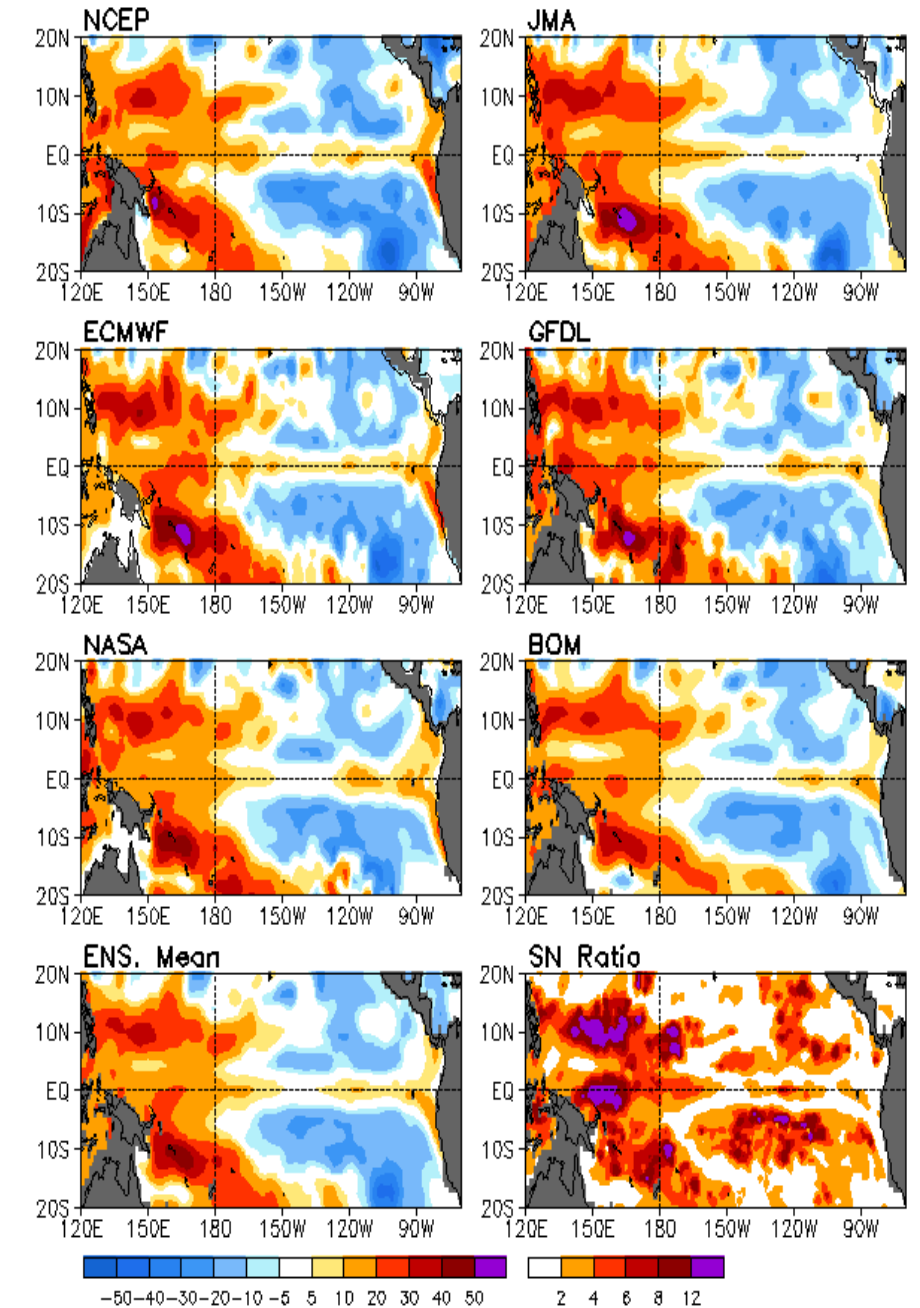 NCEP
JMA
20N
10N
EQ
10S
20S
120E 150E 180 150W 120W 90W
20N
10N
EQ
10S
20S
120E 150E 180 150W 120W 90W
ECMWF
GFDL
20N
10N
EQ
10S
20S
120E 150E 180 150W 120W 90W
20N
10N
EQ
10S
20S
120E 150E 180 150W 120W 90W
NASA
BOM
20N
10N
EQ
10S
20S
120E 150E 180 150W 120W 90W
20N
10N
EQ
10S
20S
120E 150E 180 150W 120W 90W
ENS. Mean
SN Ratio
20N
10N
EQ
10S
20S
120E 150E 180 150W 120W 90W
20N
10N
EQ
10S
20S
120E 150E 180 150W 120W 90W
-50 -40 -30 -20 -10 -5 5 10 20 30 40 50
2 4 6 8 12